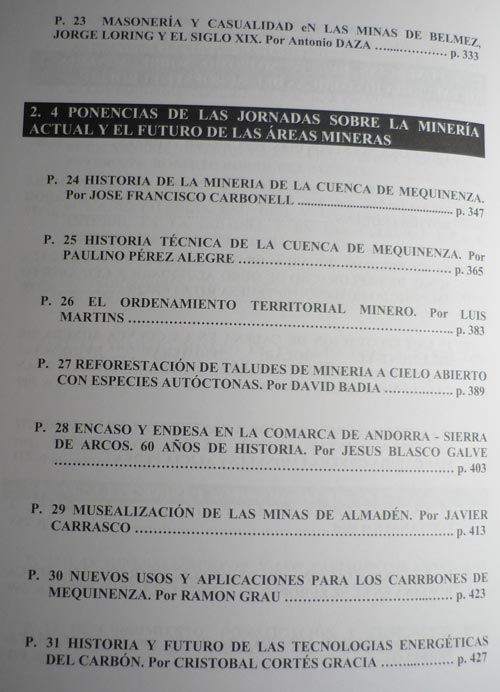 P. 23 MASONERÍA Y CASUALIDAD eN LAS MINAS DE BELMEZ,
JORGE LORING Y EL SIGLO XIX. Por Antonio DAZA .................... p. 333
2. 4 PONENCIAS DE LAS JORNADAS SOBRE LA MINERÍA
ACTUAL Y EL FUTURO DE LAS ÁREAS MINERAS
P. 24 HISTORIA DE LA MINERIA DE LA CUENCA DE MEQUINENZA.
Por JOSE FRANCISCO CARBONELL .................................................. p. 347
P. 25 HISTORIA TÉCNICA DE LA CUENCA DE MEQUINENZA. Por
PAULINO PÉREZ ALEGRE .................................................. p. 365
P. 26 EL ORDENAMIENTO TERRITORIAL MINERO. Por LUIS
MARTINS .................................................. p. 383
P. 27 REFORESTACIÓN DE TALUDES DE MINERIA A CIELO ABIERTO
CON ESPECIES AUTÓCTONAS. Por DAVID BADIA .................. p. 389
P. 28 ENCASO Y ENDESA EN LA COMARCA DE ANDORRA - SIERRA
DE ARCOS. 60 AÑOS DE HISTORIA. Por JESUS BLASCO GALVE
.................................................. p. 403
P. 29 MUSEALIZACIÓN DE LAS MINAS DE ALMADÉN. Por JAVIER
CARRASCO .................................................. p. 413
P. 30 NUEVOS USOS Y APLICACIONES PARA LOS CARRBONES DE
MEQUINENZA. Por RAMON GRAU .............................. p. 423
P. 31 HISTORIA Y FUTURO DE LAS TECNOLOGIAS ENERGÉTICAS
DEL CARBÓN. Por CRISTOBAL CORTÉS GRACIA .................. p. 427